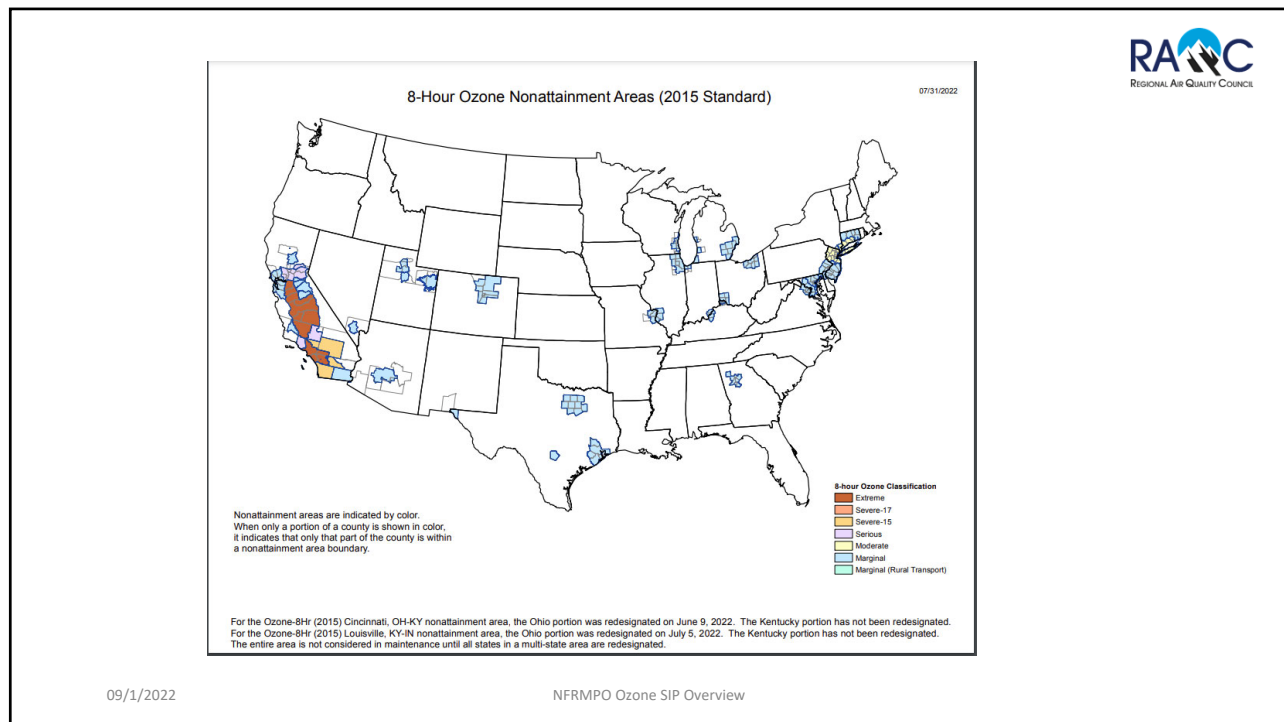 RAQC
REGIONAL AIR QUALITY COUNCIL
8-Hour Ozone Nonattainment Areas (2015 Standard)
07/31/2022
Nonattainment areas are indicated by color.
When only a portion of a county is shown in color,
it indicates that only that part of the county is within
a nonattainment area boundary.
8-hour Ozone Classification
Extreme
Severe-17
Severe-15
Serious
Moderate
Marginal
Marginal (Rural Transport)
For the Ozone-8Hr (2015) Cincinnati, OH-KY nonattainment area, the Ohio portion was redesignated on June 9, 2022. The Kentucky portion has not been redesignated.
For the Ozone-8Hr (2015) Louisville, KY-IN nonattainment area, the Ohio portion was redesignated on July 5, 2022. The Kentucky portion has not been redesignated.
The entire area is not considered in maintenance until all states in a multi-state area are redesignated.
09/1/2022
NFRMPO Ozone SIP Overview